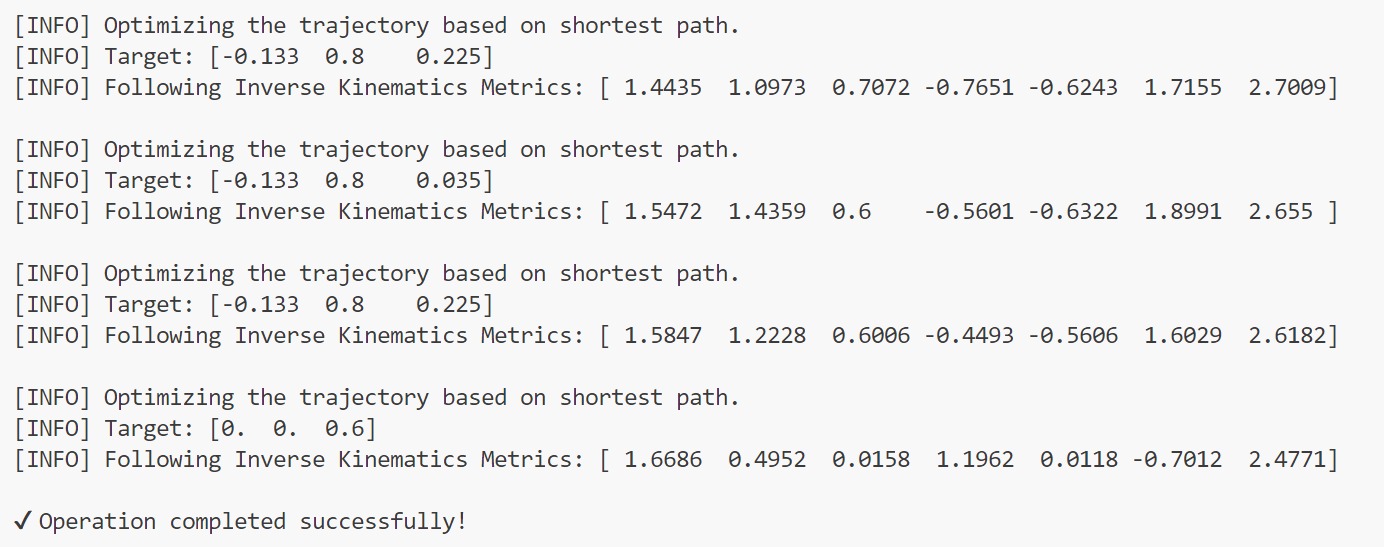 [INFO] Optimizing the trajectory based on shortest path.
[INFO] Target: [-0.133  0.8    0.225]
[INFO] Following Inverse Kinematics Metrics: [ 1.4435  1.0973  0.7072 -0.7651 -0.6243  1.7155  2.7009]
[INFO] Optimizing the trajectory based on shortest path.
[INFO] Target: [-0.133  0.8    0.035]
[INFO] Following Inverse Kinematics Metrics: [ 1.5472  1.4359  0.6    -0.5601 -0.6322  1.8991  2.655 ]
[INFO] Optimizing the trajectory based on shortest path.
[INFO] Target: [-0.133  0.8    0.225]
[INFO] Following Inverse Kinematics Metrics: [ 1.5847  1.2228  0.6006 -0.4493 -0.5606  1.6029  2.6182]
[INFO] Optimizing the trajectory based on shortest path.
[INFO] Target: [0.  0.  0.6]
[INFO] Following Inverse Kinematics Metrics: [ 1.6686  0.4952  0.0158  1.1962  0.0118 -0.7012  2.4771]
✓ Operation completed successfully!